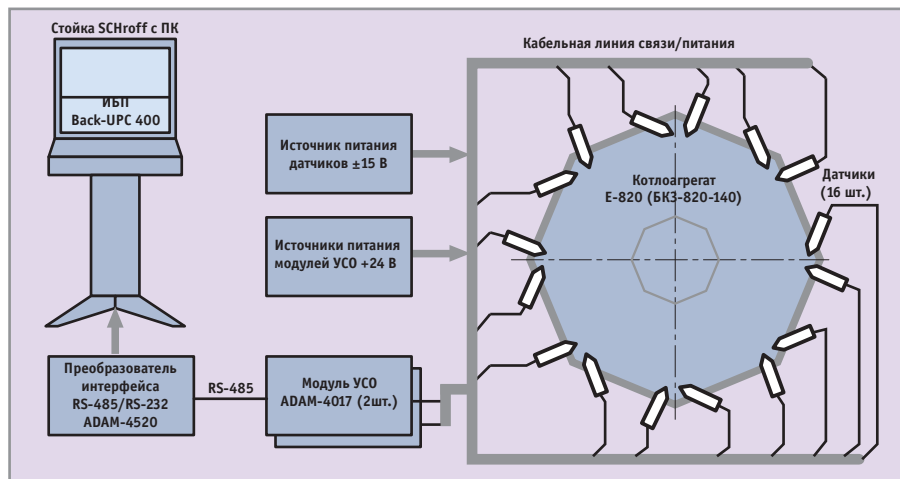 Стойка SCHroff с ПК
ИБП
Back-UPC 400
Кабельная линия связи/питания
Источник питания
датчиков ±15 В
Котлоагрегат
Е-820 (БКЗ-820-140)
Датчики
(16 шт.)
Источники питания
модулей УСО +24 В
Преобразователь
интерфейса
RS-485/RS-232
ADAM-4520
RS-485
Модуль УСО
ADAM-4017 (2шт.)